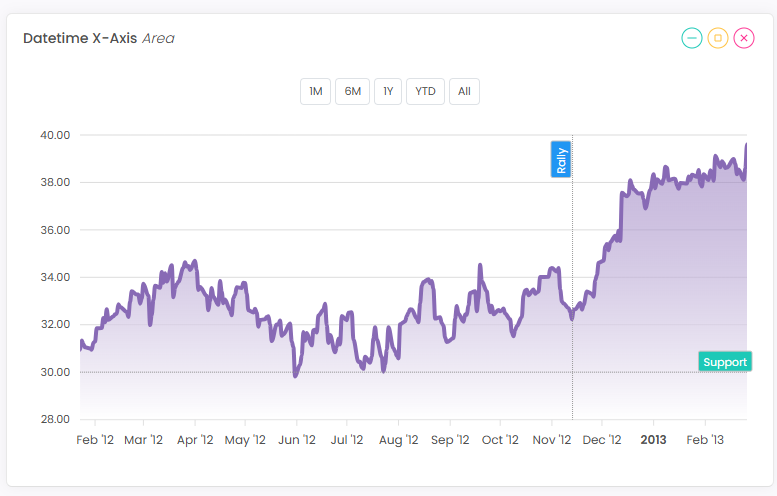 Datetime X-Axis Area
1M 6M 1Y YTD All
40.00
38.00
36.00
34.00
32.00
30.00
28.00
Rally
Support
Feb '12 Mar '12 Apr '12 May '12 Jun '12 Jul '12 Aug '12 Sep '12 Oct '12 Nov '12 Dec '12 2013 Feb '13